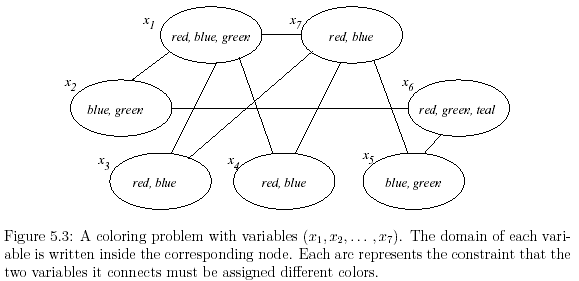 x1
red, blue, green
x7
red, blue
x2
blue, green
x6
red, green, teal
x3
red, blue
x4
red, blue
x5
blue, green
Figure 5.3: A coloring problem with variables (x1, x2, . . . , x7). The domain of each vari-
able is written inside the corresponding node. Each arc represents the constraint that the
two variables it connects must be assigned different colors.